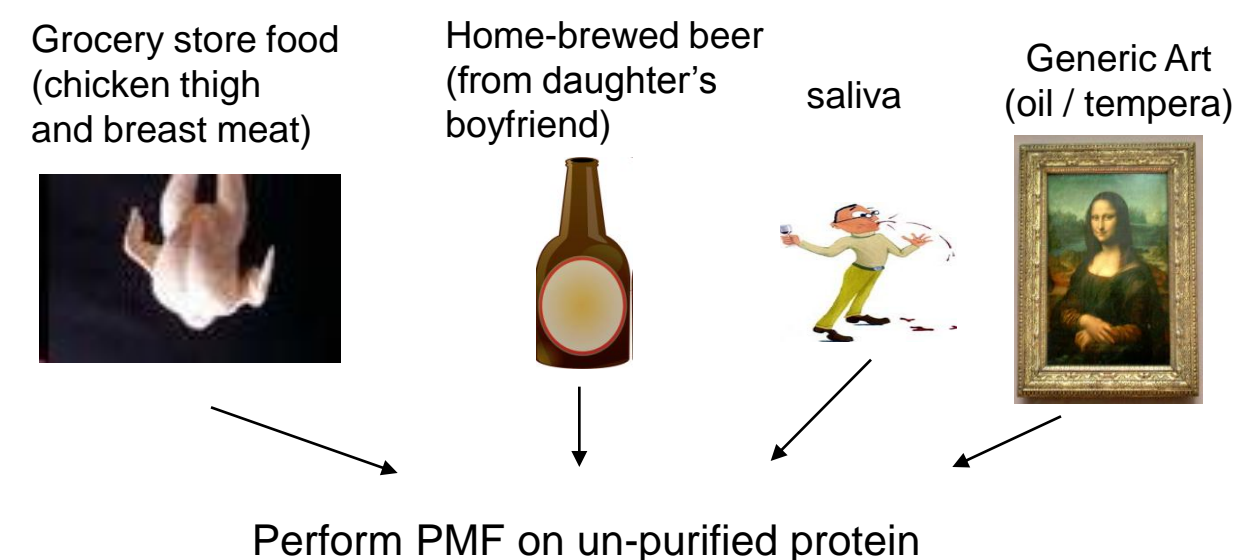 Grocery store food
(chicken thigh
and breast meat)
Home-brewed beer
(from daughter's
boyfriend)
saliva
Generic Art
(oil / tempera)
Perform PMF on un-purified protein